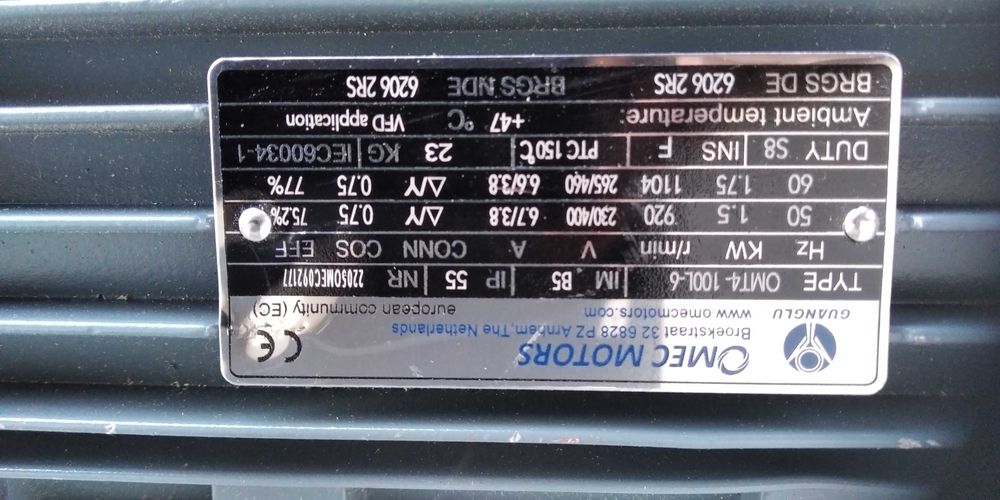 GUANGLU
OMEC MOTORS
Broekstraat 32 6828 PZ Arnhem, The Netherlands
www.omecmotors.com european community (EC)
CE
TYPE OMT4-100L-6 IM B5 IP 55 NR 22050MEC092177
Hz KW r/min V A CONN COS EFF
50 1.5 920 230/400 6.7/3.8 Δ/Y 0.75 75.2%
60 1.75 1104 265/460 6.6/3.8 Δ/Y 0.75 77%
DUTY S8 INS F PTC 150℃ 23 KG IEC60034-1
Ambient temperature: +47 °C VFD application
BRGS DE 6206 2RS BRGS NDE 6206 2RS